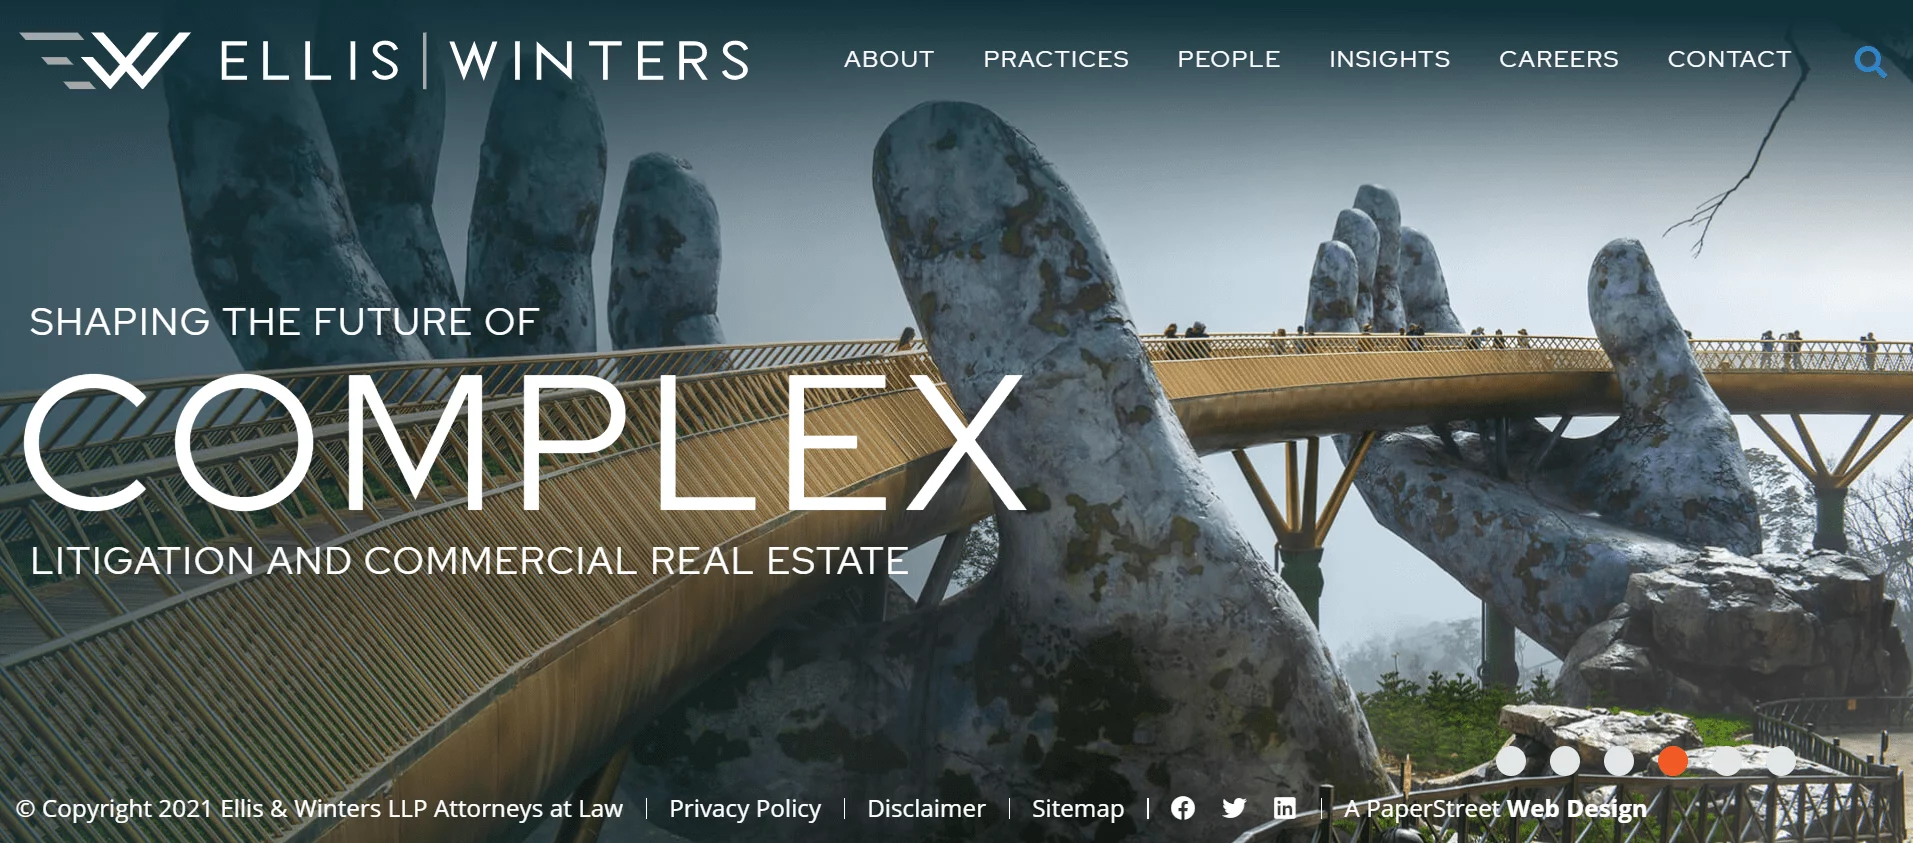 ELLIS | WINTERS
ABOUT PRACTICES PEOPLE INSIGHTS CAREERS CONTACT
SHAPING THE FUTURE OF
COMPLEX
LITIGATION AND COMMERCIAL REAL ESTATE
© Copyright 2021 Ellis & Winters LLP Attorneys at Law | Privacy Policy | Disclaimer | Sitemap | | A PaperStreet Web Design